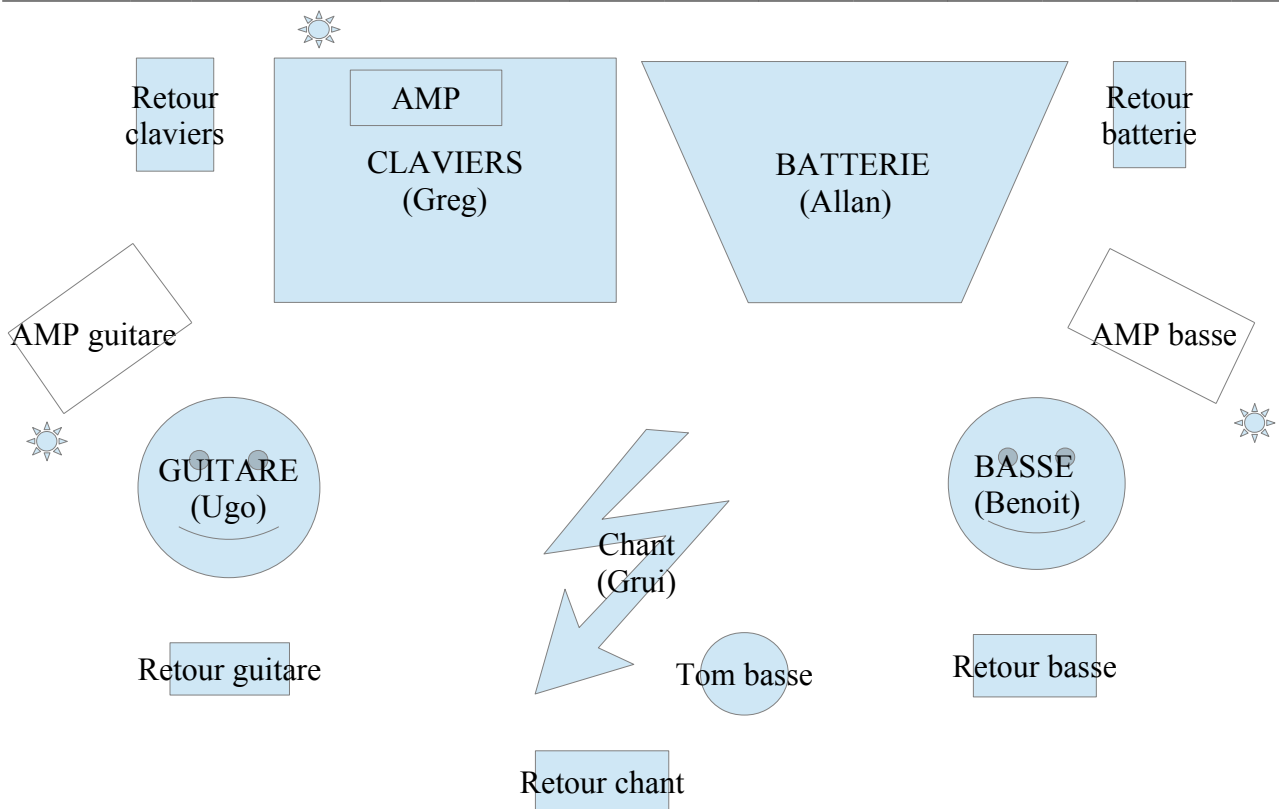 Retour
claviers
AMP
CLAVIERS
(Greg)
BATTERIE
(Allan)
Retour
batterie
AMP guitare
AMP basse
GUITARE
(Ugo)
BASSE
(Benoit)
Chant
(Grui)
Retour guitare
Tom basse
Retour basse
Retour chant